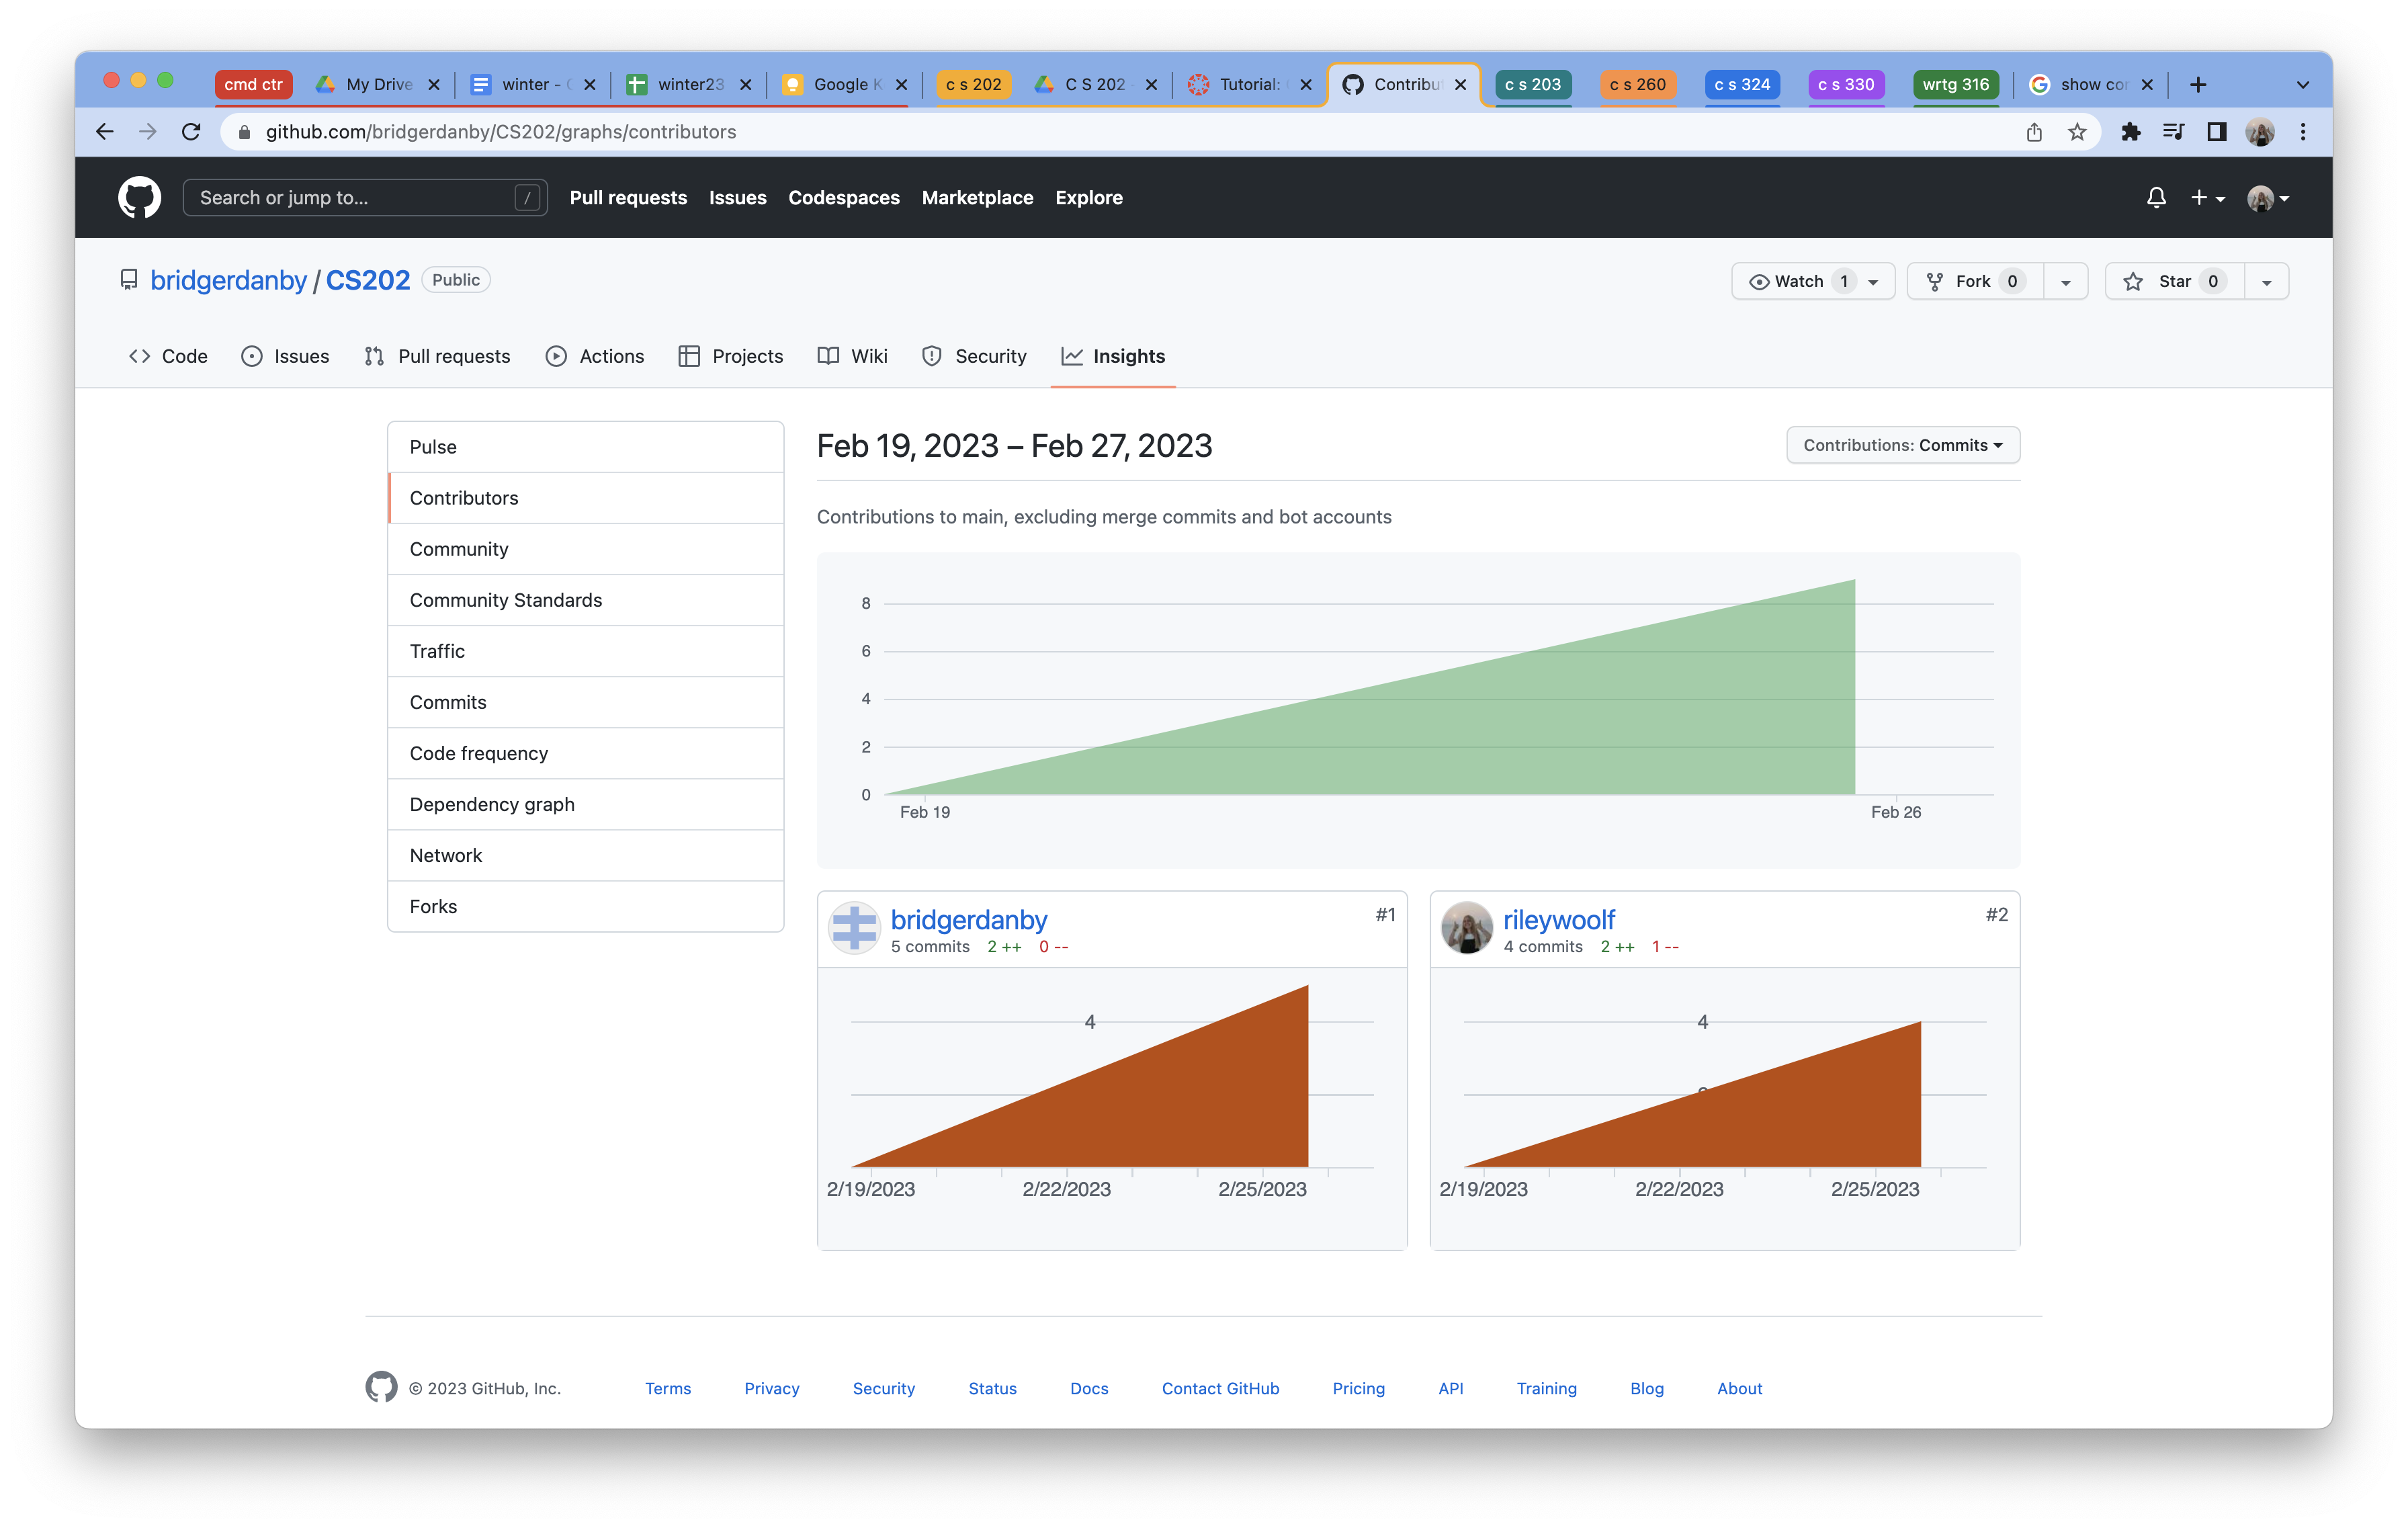 cmd ctr My Drive winter - winter23 Google K c s 202 C S 202 - Tutorial: Contribu c s 203 c s 260 c s 324 c s 330 wrtg 316 show cor
github.com/bridgerdanby/CS202/graphs/contributors
Search or jump to... / Pull requests Issues Codespaces Marketplace Explore
bridgerdanby / CS202 Public Watch 1 Fork 0 Star 0
Code Issues Pull requests Actions Projects Wiki Security Insights
Pulse
Contributors
Community
Community Standards
Traffic
Commits
Code frequency
Dependency graph
Network
Forks
Feb 19, 2023 – Feb 27, 2023 Contributions: Commits
Contributions to main, excluding merge commits and bot accounts
8
6
4
2
0
Feb 19 Feb 26
bridgerdanby #1
5 commits 2 ++ 0 --
4
2/19/2023 2/22/2023 2/25/2023
rileywoolf #2
4 commits 2 ++ 1 --
4
2/19/2023 2/22/2023 2/25/2023
© 2023 GitHub, Inc. Terms Privacy Security Status Docs Contact GitHub Pricing API Training Blog About